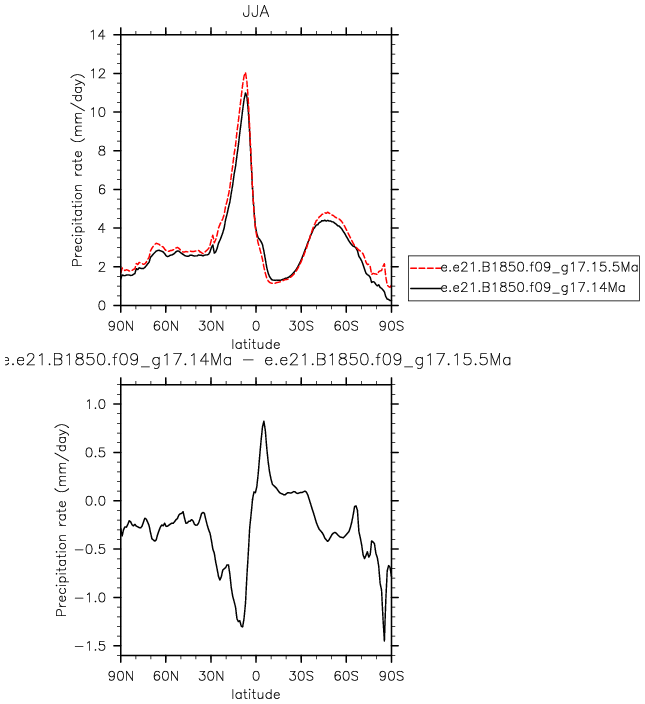 JJA
14
12
10
8
6
4
2
0
Precipitation rate (mm/day)
90N 60N 30N 0 30S 60S 90S
latitude
e.e21.B1850.f09_g17.15.5Ma
e.e21.B1850.f09_g17.14Ma
e.e21.B1850.f09_g17.14Ma − e.e21.B1850.f09_g17.15.5Ma
1.0
0.5
0.0
−0.5
−1.0
−1.5
Precipitation rate (mm/day)
90N 60N 30N 0 30S 60S 90S
latitude